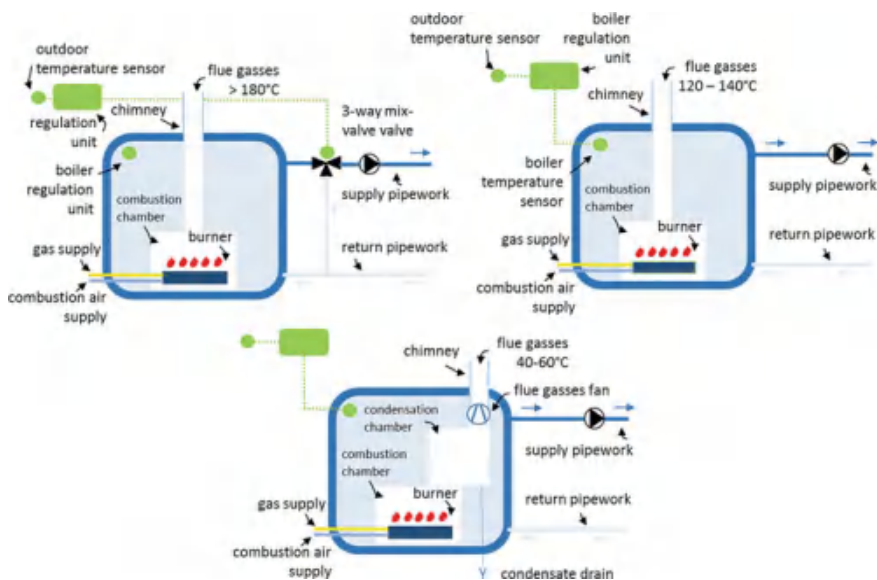 outdoor
temperature sensor
flue gasses
> 180°C
chimney
regulation
unit
3-way mix-
valve valve
boiler
regulation
unit
combustion
chamber
burner
supply pipework
gas supply
return pipework
combustion air
supply
outdoor
temperature sensor
boiler
regulation
unit
flue gasses
120 – 140°C
chimney
boiler
temperature
sensor
combustion
chamber
burner
supply pipework
gas supply
return pipework
combustion air
supply
chimney
flue gasses
40-60°C
flue gasses fan
condensation
chamber
combustion
chamber
supply pipework
gas supply
burner
return pipework
combustion air
supply
condensate drain